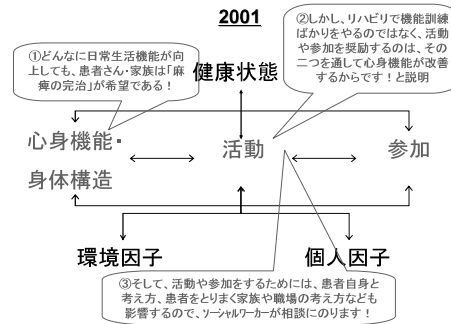 2001
①どんなに日常生活機能が向
上しても、患者さん・家族は「麻
痺の完治」が希望である！
②しかし、リハビリで機能訓練
ばかりをやるのではなく、活動
や参加を奨励するのは、その
二つを通して心身機能が改善
するからです！と説明
健康状態
心身機能・
身体構造
活動
参加
環境因子
個人因子
③そして、活動や参加をするためには、患者自身と
考え方、患者をとりまく家族や職場の考え方なども
影響するので、ソーシャルワーカーが相談にのります！